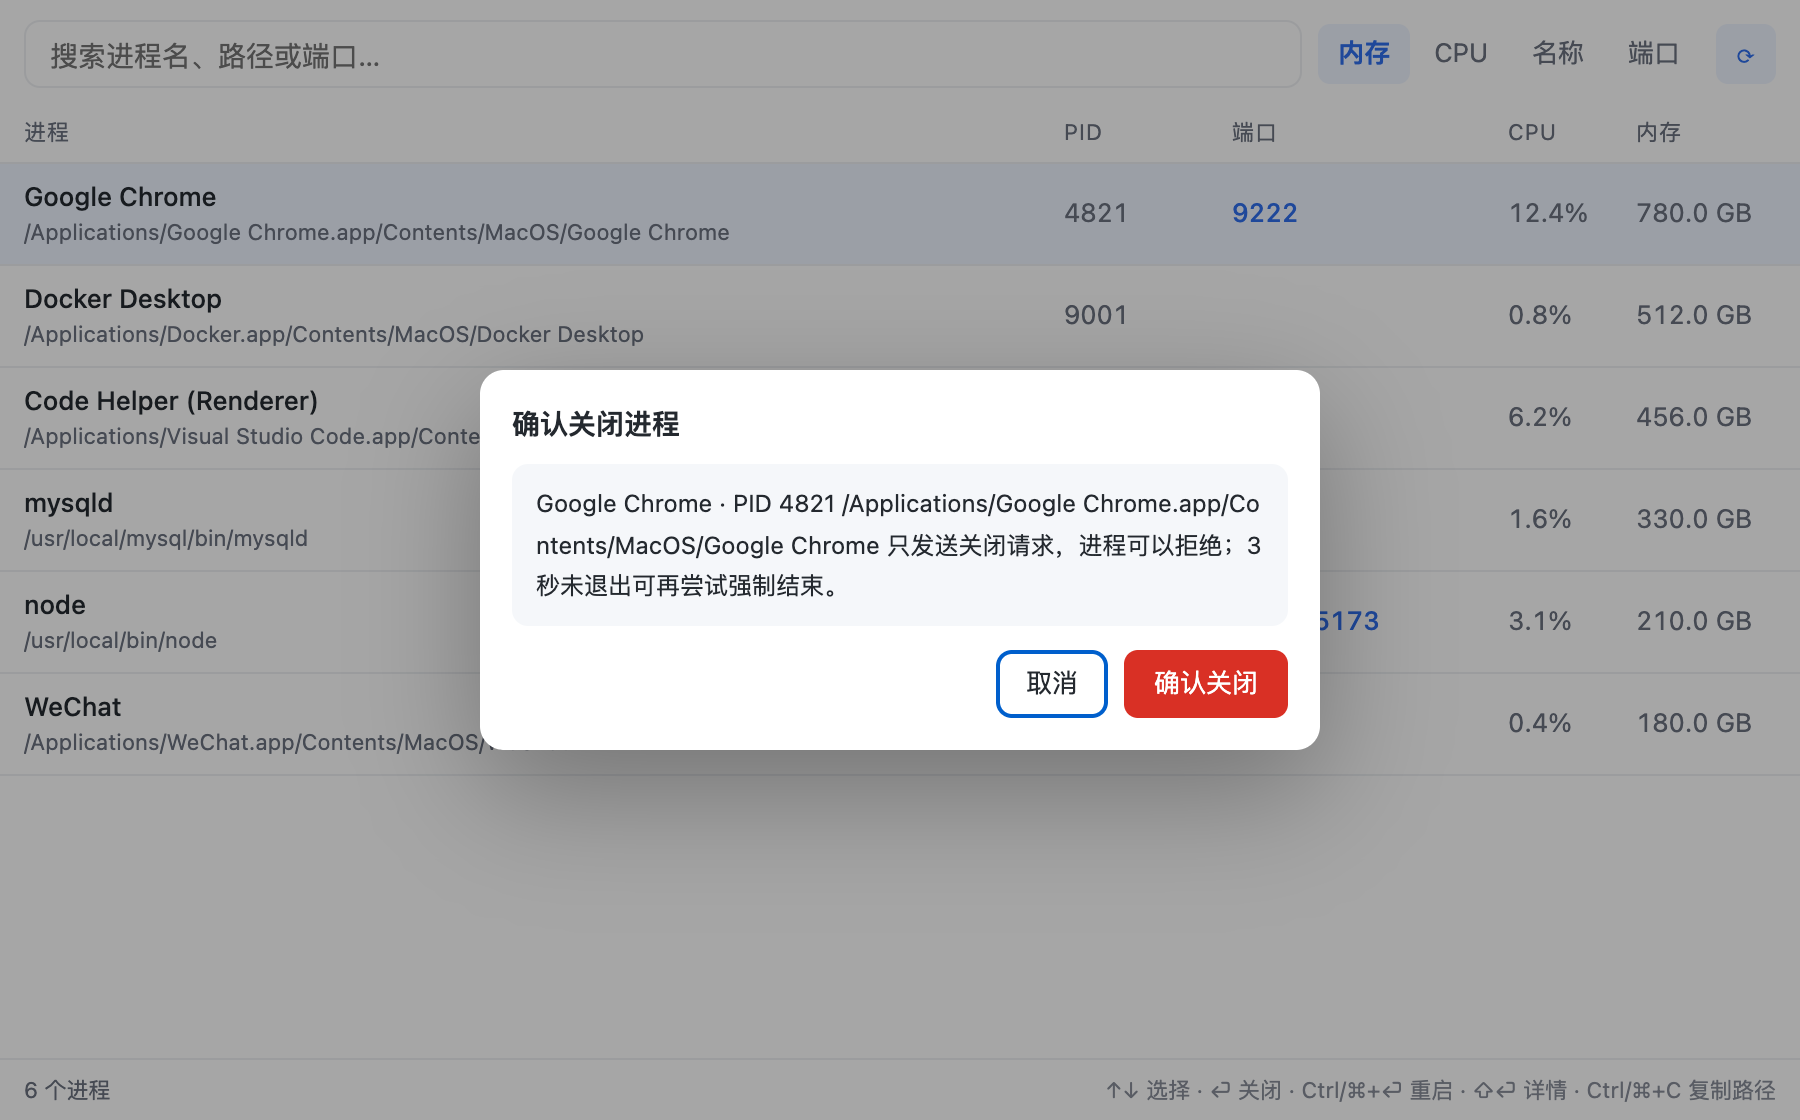 搜索进程名、路径或端口...
内存 CPU 名称 端口 ⟳
进程 PID 端口 CPU 内存
Google Chrome
/Applications/Google Chrome.app/Contents/MacOS/Google Chrome
4821 9222 12.4% 780.0 GB
Docker Desktop
/Applications/Docker.app/Contents/MacOS/Docker Desktop
9001 0.8% 512.0 GB
Code Helper (Renderer)
/Applications/Visual Studio Code.app/Conte
6.2% 456.0 GB
mysqld
/usr/local/mysql/bin/mysqld
1.6% 330.0 GB
node
/usr/local/bin/node
5173 3.1% 210.0 GB
WeChat
/Applications/WeChat.app/Contents/MacOS/
0.4% 180.0 GB
确认关闭进程
Google Chrome · PID 4821 /Applications/Google Chrome.app/Co
ntents/MacOS/Google Chrome 只发送关闭请求，进程可以拒绝；3
秒未退出可再尝试强制结束。
取消 确认关闭
6 个进程
↑↓ 选择 · ⏎ 关闭 · Ctrl/⌘+⏎ 重启 · ⇧⏎ 详情 · Ctrl/⌘+C 复制路径